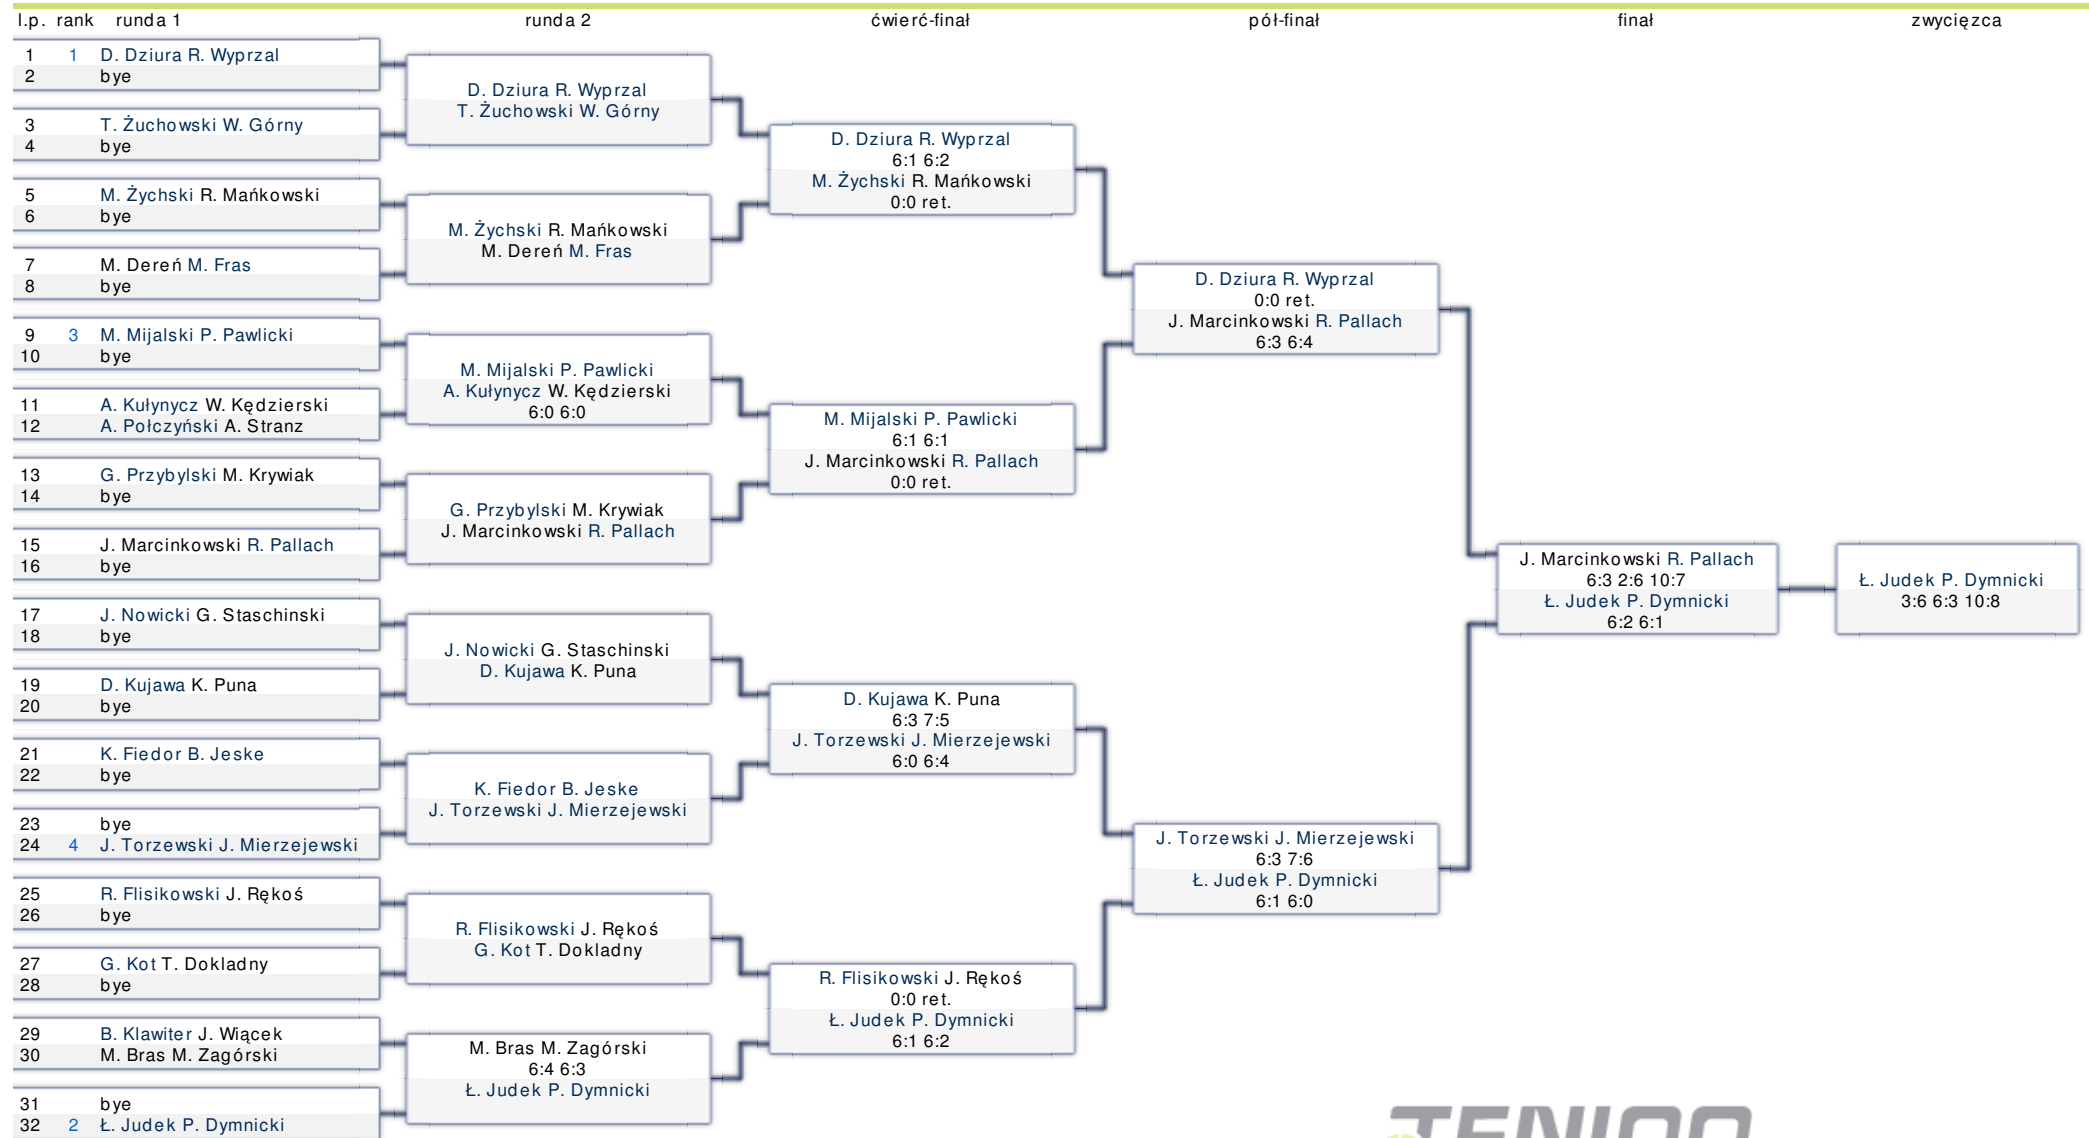 l.p. rank runda 1 runda 2 ćwierć-finał pół-finał finał zwycięzca
1 1 D. Dziura R. Wyprzal
2 bye
3 T. Żuchowski W. Górny
4 bye
5 M. Żychski R. Mańkowski
6 bye
7 M. Dereń M. Fras
8 bye
9 3 M. Mijalski P. Pawlicki
10 bye
11 A. Kułynycz W. Kędzierski
12 A. Połczyński A. Stranz
13 G. Przybylski M. Krywiak
14 bye
15 J. Marcinkowski R. Pallach
16 bye
17 J. Nowicki G. Staschinski
18 bye
19 D. Kujawa K. Puna
20 bye
21 K. Fiedor B. Jeske
22 bye
23 bye
24 4 J. Torzewski J. Mierzejewski
25 R. Flisikowski J. Rękoś
26 bye
27 G. Kot T. Dokladny
28 bye
29 B. Klawiter J. Wiącek
30 M. Bras M. Zagórski
31 bye
32 2 Ł. Judek P. Dymnicki
D. Dziura R. Wyprzal
T. Żuchowski W. Górny
M. Żychski R. Mańkowski
M. Dereń M. Fras
M. Mijalski P. Pawlicki
A. Kułynycz W. Kędzierski
6:0 6:0
G. Przybylski M. Krywiak
J. Marcinkowski R. Pallach
J. Nowicki G. Staschinski
D. Kujawa K. Puna
K. Fiedor B. Jeske
J. Torzewski J. Mierzejewski
R. Flisikowski J. Rękoś
G. Kot T. Dokladny
M. Bras M. Zagórski
6:4 6:3
Ł. Judek P. Dymnicki
D. Dziura R. Wyprzal
6:1 6:2
M. Żychski R. Mańkowski
0:0 ret.
M. Mijalski P. Pawlicki
6:1 6:1
J. Marcinkowski R. Pallach
0:0 ret.
D. Kujawa K. Puna
6:3 7:5
J. Torzewski J. Mierzejewski
6:0 6:4
R. Flisikowski J. Rękoś
0:0 ret.
Ł. Judek P. Dymnicki
6:1 6:2
D. Dziura R. Wyprzal
0:0 ret.
J. Marcinkowski R. Pallach
6:3 6:4
J. Torzewski J. Mierzejewski
6:3 7:6
Ł. Judek P. Dymnicki
6:1 6:0
J. Marcinkowski R. Pallach
6:3 2:6 10:7
Ł. Judek P. Dymnicki
6:2 6:1
Ł. Judek P. Dymnicki
3:6 6:3 10:8